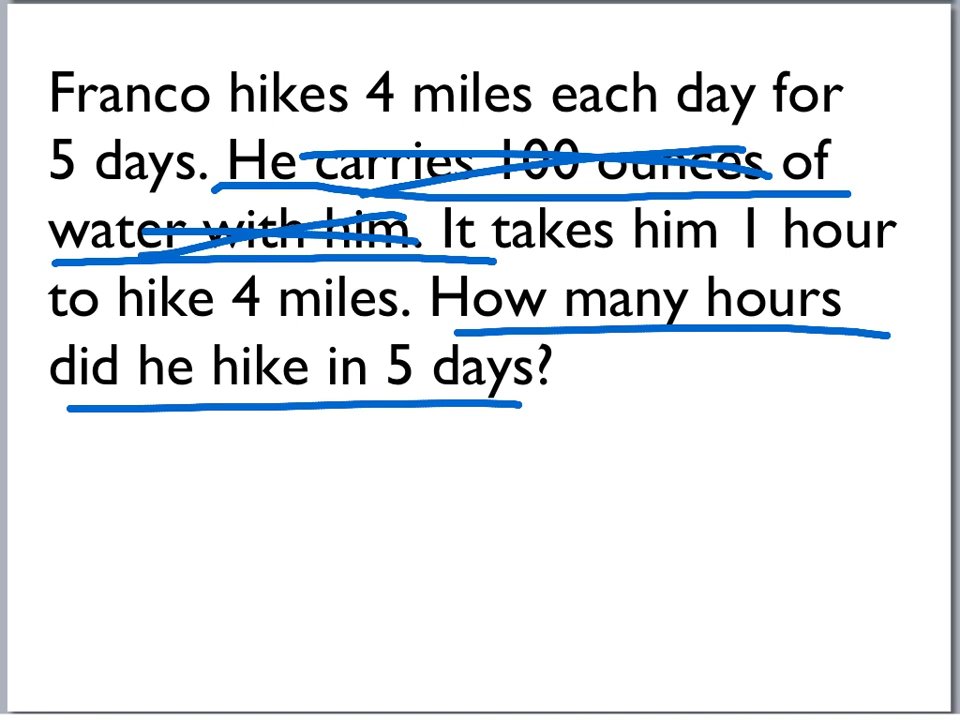 Franco hikes 4 miles each day for
5 days. He carries 100 ounces of
water with him. It takes him 1 hour
to hike 4 miles. How many hours
did he hike in 5 days?